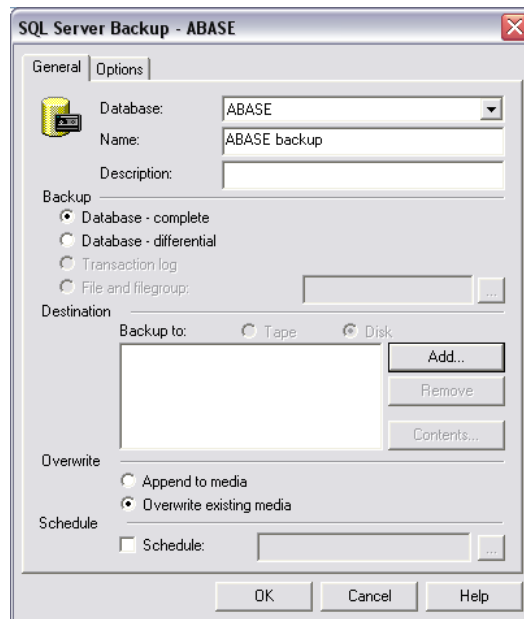 SQL Server Backup - ABASE
General Options
Database: ABASE
Name: ABASE backup
Description:
Backup
Database - complete
Database - differential
Transaction log
File and filegroup: ...
Destination
Backup to: Tape Disk
Add...
Remove
Contents...
Overwrite
Append to media
Overwrite existing media
Schedule
Schedule: ...
OK Cancel Help